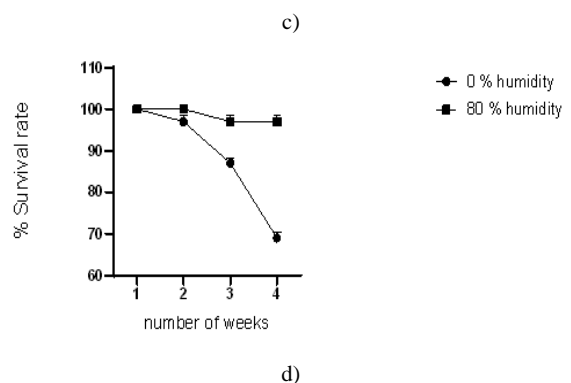 c)
110
100
90
80
70
60
% Survival rate
1 2 3 4
number of weeks
0 % humidity
80 % humidity
d)